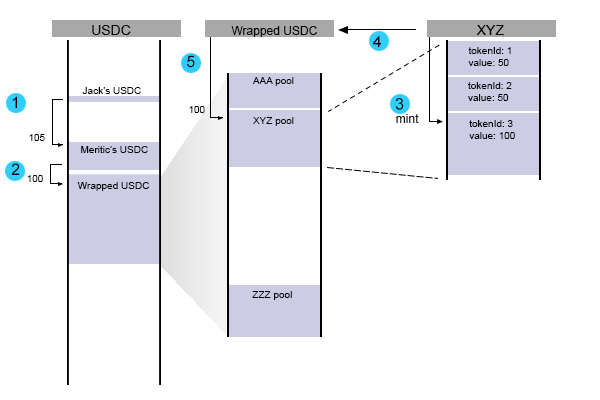 USDC
Wrapped USDC
XYZ
4
5
1
Jack's USDC
105
Meritic's USDC
2
100
Wrapped USDC
AAA pool
100
XYZ pool
ZZZ pool
3
mint
tokenId: 1
value: 50
tokenId: 2
value: 50
tokenId: 3
value: 100